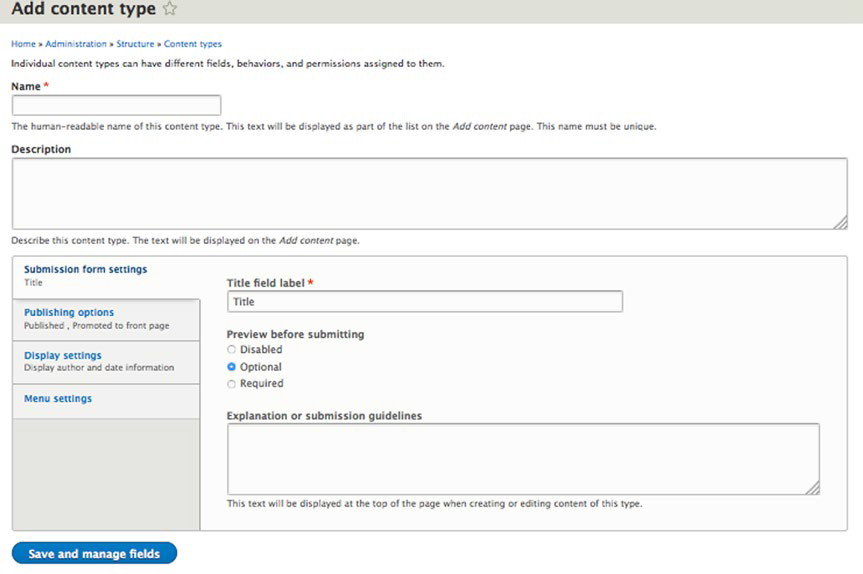 Add content type
Home » Administration » Structure » Content types
Individual content types can have different fields, behaviors, and permissions assigned to them.
Name *
The human-readable name of this content type. This text will be displayed as part of the list on the Add content page. This name must be unique.
Description
Describe this content type. The text will be displayed on the Add content page.
Submission form settings
Title
Publishing options
Published , Promoted to front page
Display settings
Display author and date information
Menu settings
Title field label *
Title
Preview before submitting
Disabled
Optional
Required
Explanation or submission guidelines
This text will be displayed at the top of the page when creating or editing content of this type.
Save and manage fields